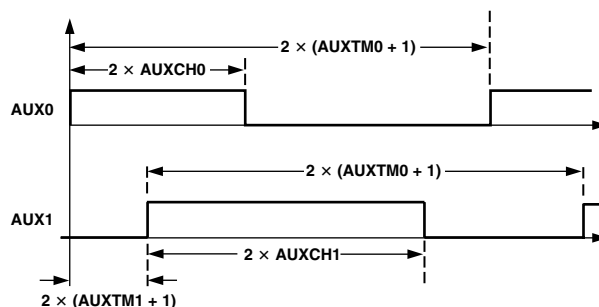 2 × (AUXTM0 + 1)
2 × AUXCH0
AUX0
2 × (AUXTM0 + 1)
AUX1
2 × AUXCH1
2 × (AUXTM1 + 1)